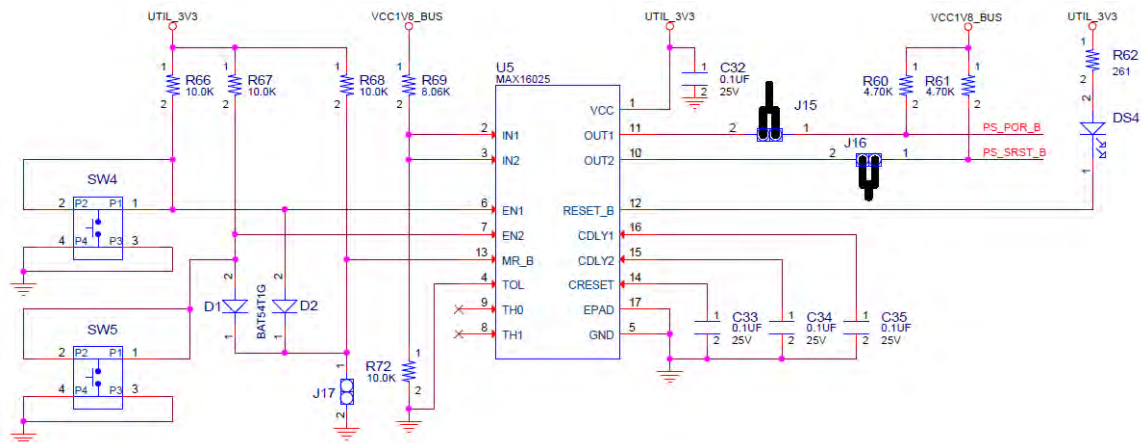 UTIL_3V3
VCC1V8_BUS
UTIL_3V3
VCC1V8_BUS
UTIL_3V3
1
R66
10.0K
2
1
R67
10.0K
2
1
R68
10.0K
2
1
R69
8.06K
2
U5
MAX16025
1
C32
0.1UF
25V
2
1
R60
4.70K
2
1
R61
4.70K
2
1
R62
261
2
2
DS4
1
VCC
1
2
IN1
OUT1
11
2
J15
1
PS_POR_B
3
IN2
OUT2
10
2
J16
1
PS_SRST_B
SW4
2
P2
P1
1
4
P4
P3
3
6
EN1
RESET_B
12
7
EN2
CDLY1
16
13
MR_B
CDLY2
15
4
TOL
CRESET
14
9
TH0
EPAD
17
8
TH1
GND
5
2
D1
1
BAT54T1G
2
D2
1
SW5
2
P2
P1
1
4
P4
P3
3
1
J17
2
1
R72
10.0K
2
1
C33
0.1UF
2
25V
1
C34
0.1UF
2
25V
1
C35
0.1UF
2
25V